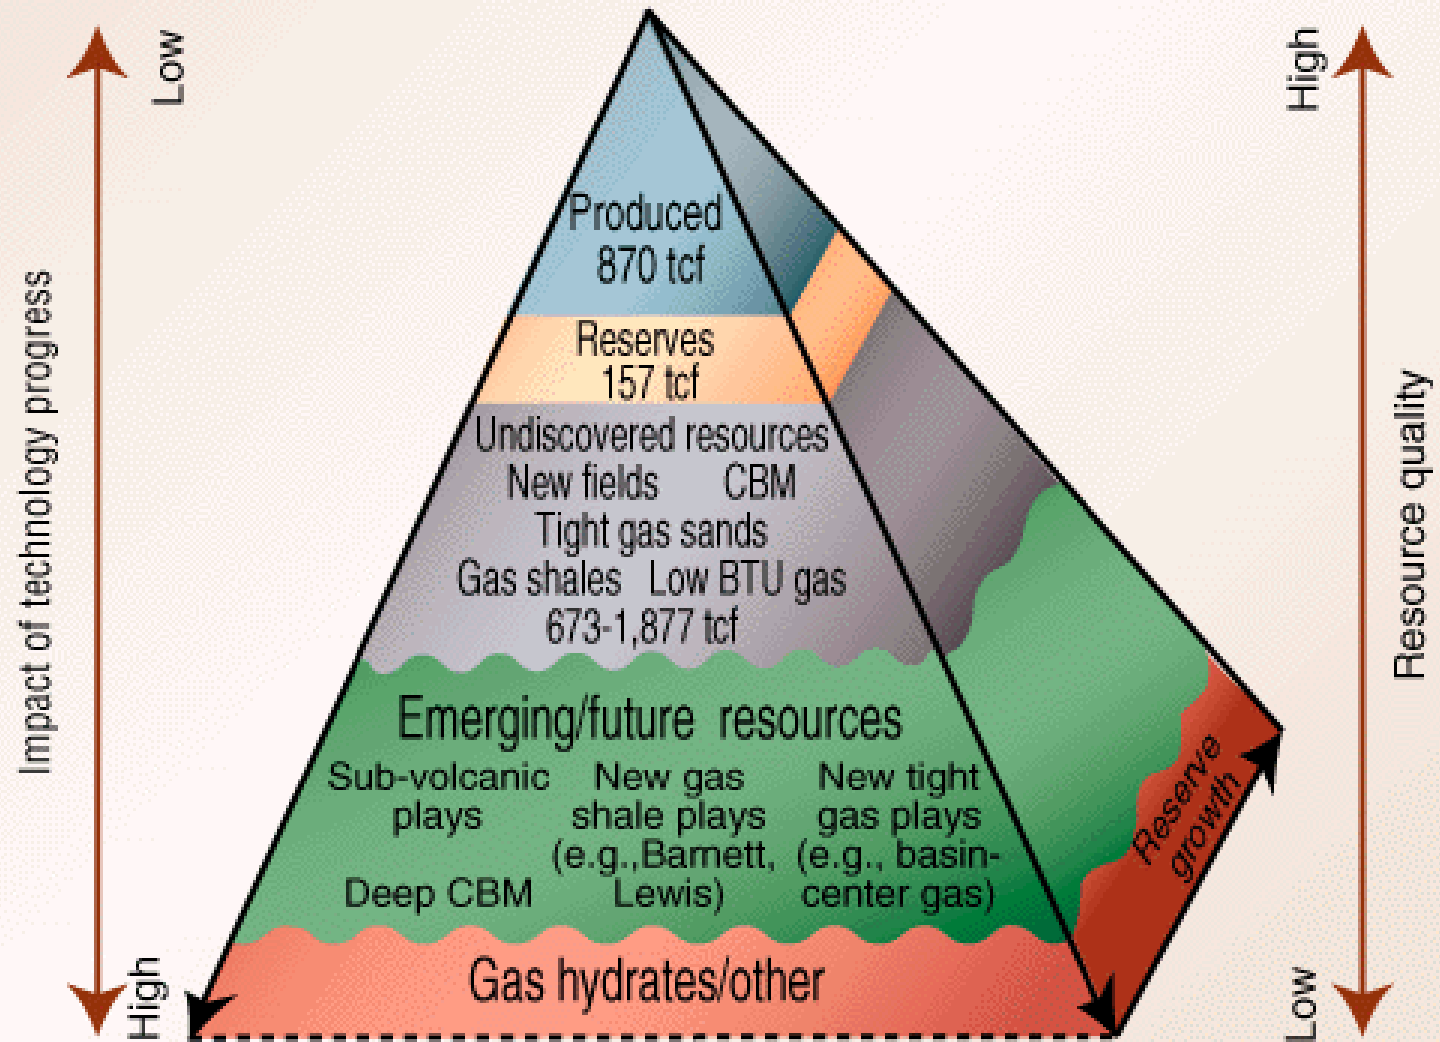 Low
High
Impact of technology progress
Resource quality
Produced
870 tcf
Reserves
157 tcf
Undiscovered resources
New fields CBM
Tight gas sands
Gas shales Low BTU gas
673-1,877 tcf
Emerging/future resources
Sub-volcanic
plays
New gas
shale plays
(e.g.,Barnett,
Lewis)
New tight
gas plays
(e.g., basin-
center gas)
Deep CBM
Reserve
growth
Gas hydrates/other
High
Low